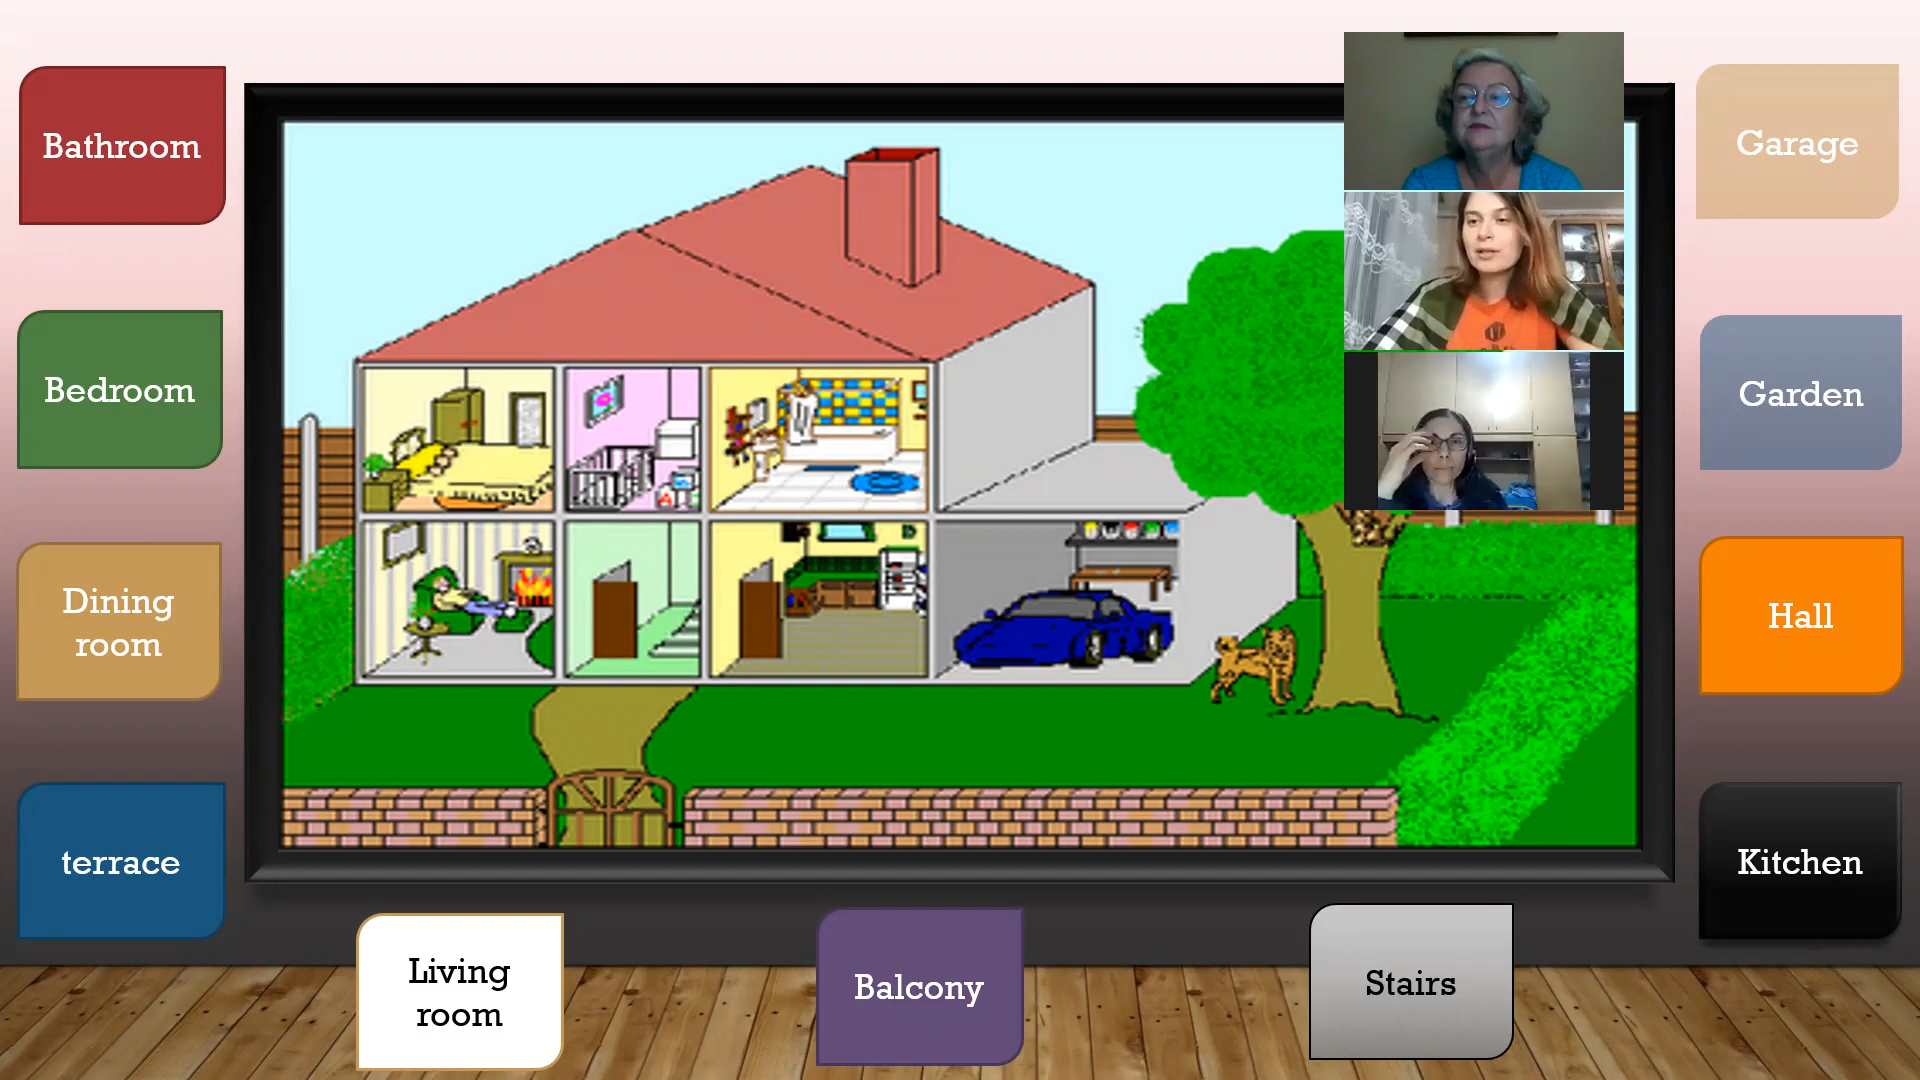 Bathroom
Garage
Bedroom
Garden
Dining
room
Hall
terrace
Kitchen
Living
room
Balcony
Stairs